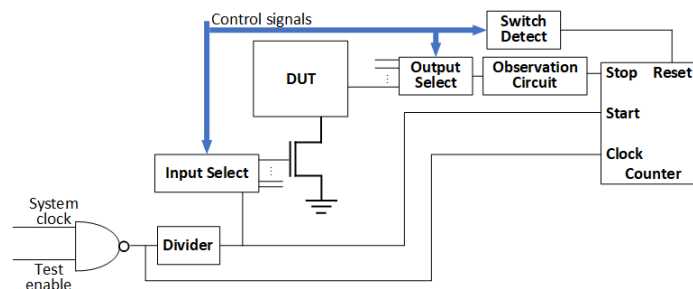 Control signals
Switch
Detect
DUT
Output
Select
Observation
Circuit
Stop Reset
Start
Clock
Counter
Input Select
System
clock
Divider
Test
enable